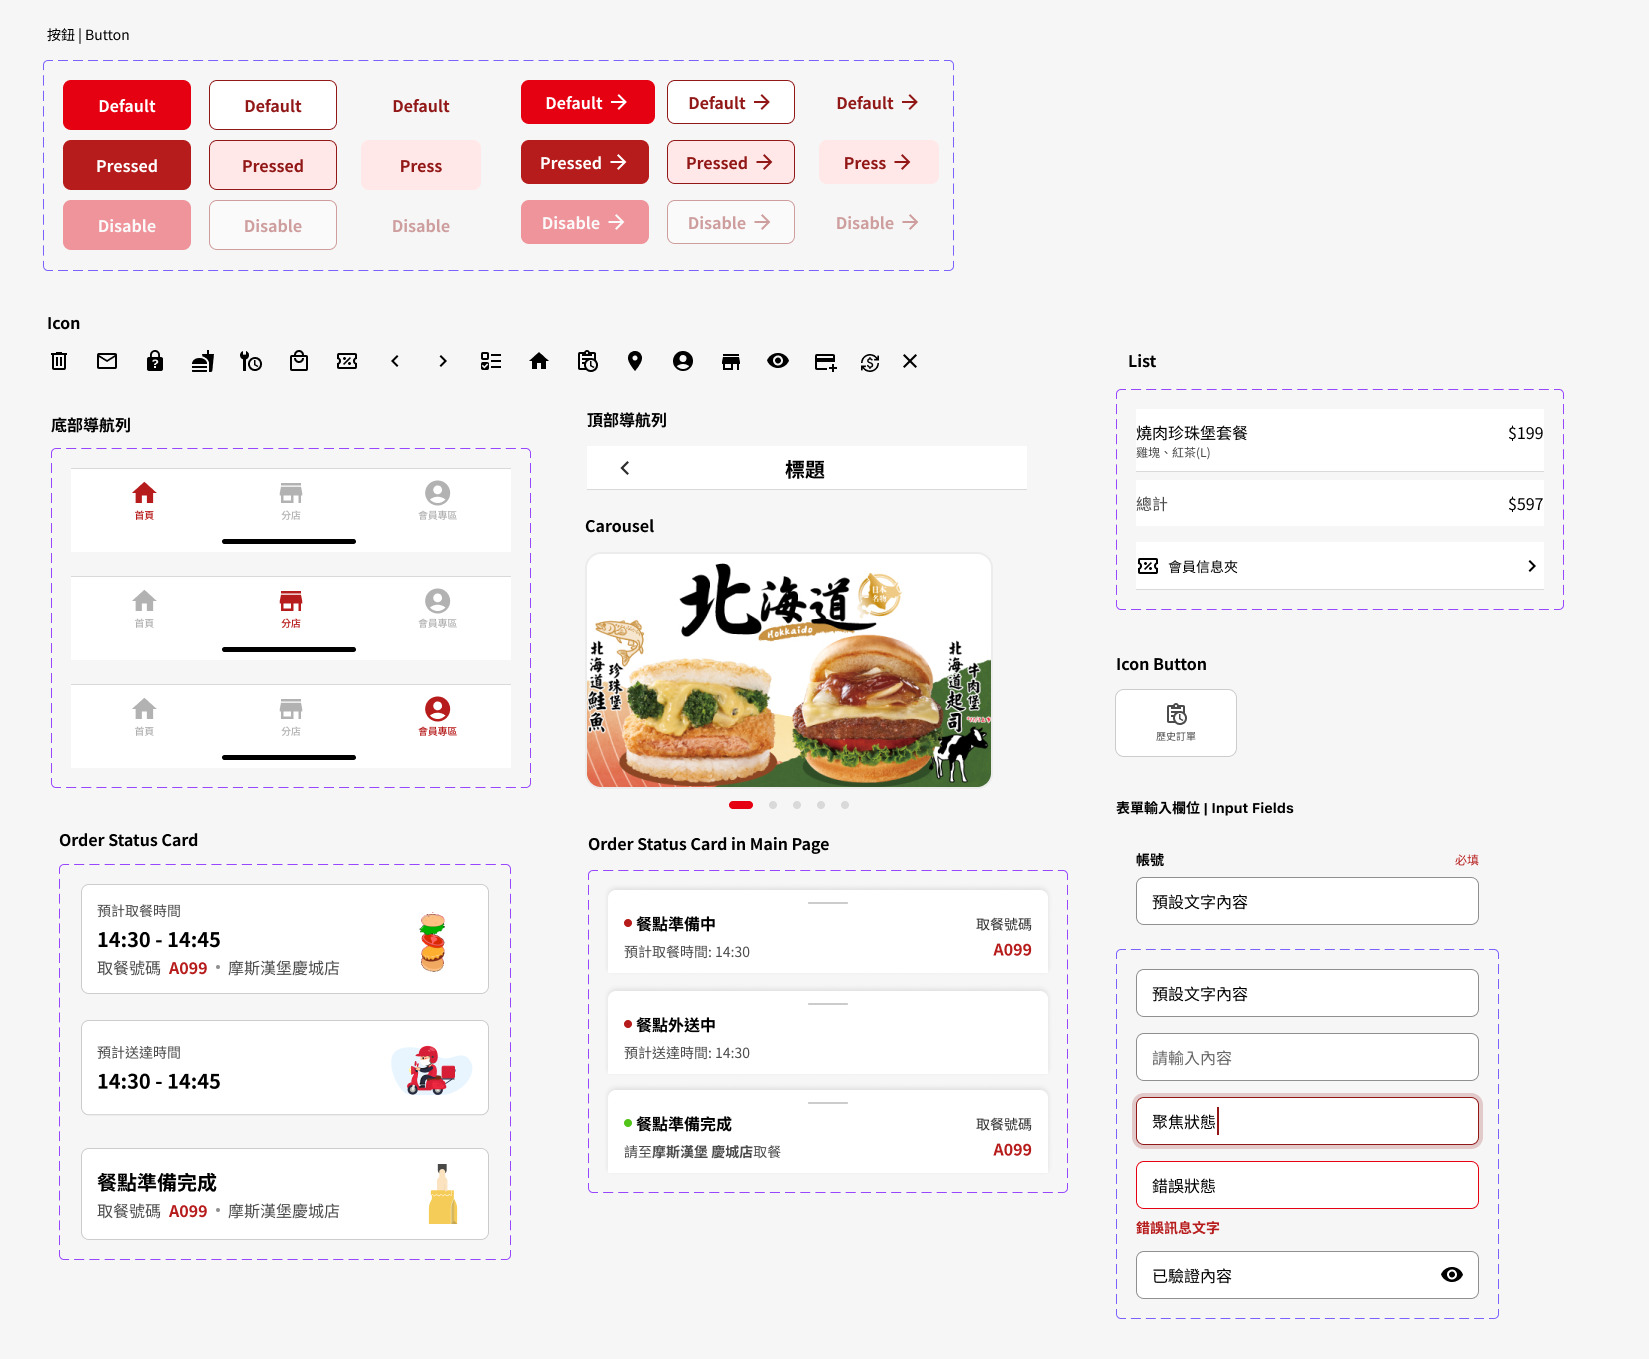 按鈕 | Button
Default Default Default Default Default Default
Pressed Pressed Press Pressed Pressed Press
Disable Disable Disable Disable Disable Disable
Icon
底部導航列
首頁 分店 會員專區
首頁 分店 會員專區
首頁 分店 會員專區
頂部導航列
標題
Carousel
北海道
Hokkaido
日本
名物
北海道鮭魚
珍珠堡
北海道起司
牛肉堡
List
燒肉珍珠堡套餐 $199
雞塊、紅茶(L)
總計 $597
會員信息夾
Icon Button
歷史訂單
Order Status Card
預計取餐時間
14:30 - 14:45
取餐號碼 A099 • 摩斯漢堡慶城店
預計送達時間
14:30 - 14:45
餐點準備完成
取餐號碼 A099 • 摩斯漢堡慶城店
Order Status Card in Main Page
餐點準備中 取餐號碼
預計取餐時間: 14:30 A099
餐點外送中
預計送達時間: 14:30
餐點準備完成 取餐號碼
請至摩斯漢堡 慶城店取餐 A099
表單輸入欄位 | Input Fields
帳號 必填
預設文字內容
預設文字內容
請輸入內容
聚焦狀態
錯誤狀態
錯誤訊息文字
已驗證內容